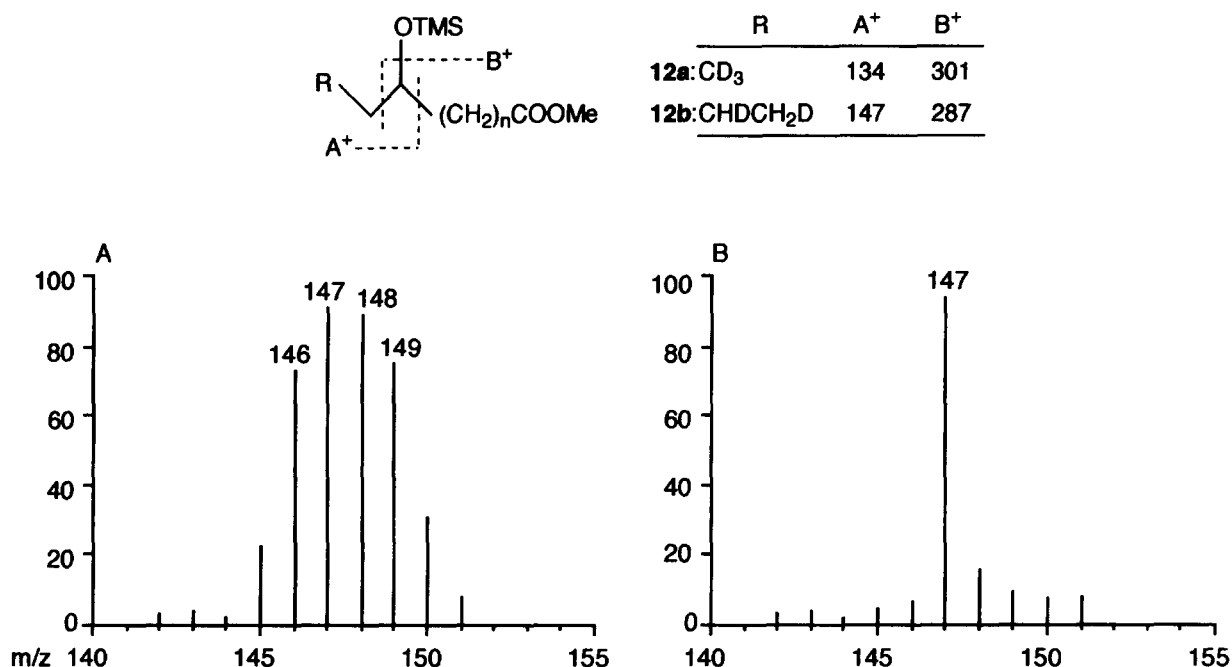 OTMS
B+
R
(CH2)nCOOMe
A+
R A+ B+
12a: CD3 134 301
12b: CHDCH2D 147 287
A
100
80
60
40
20
0
146
147
148
149
m/z 140 145 150 155
B
100
80
60
40
20
0
147
140 145 150 155